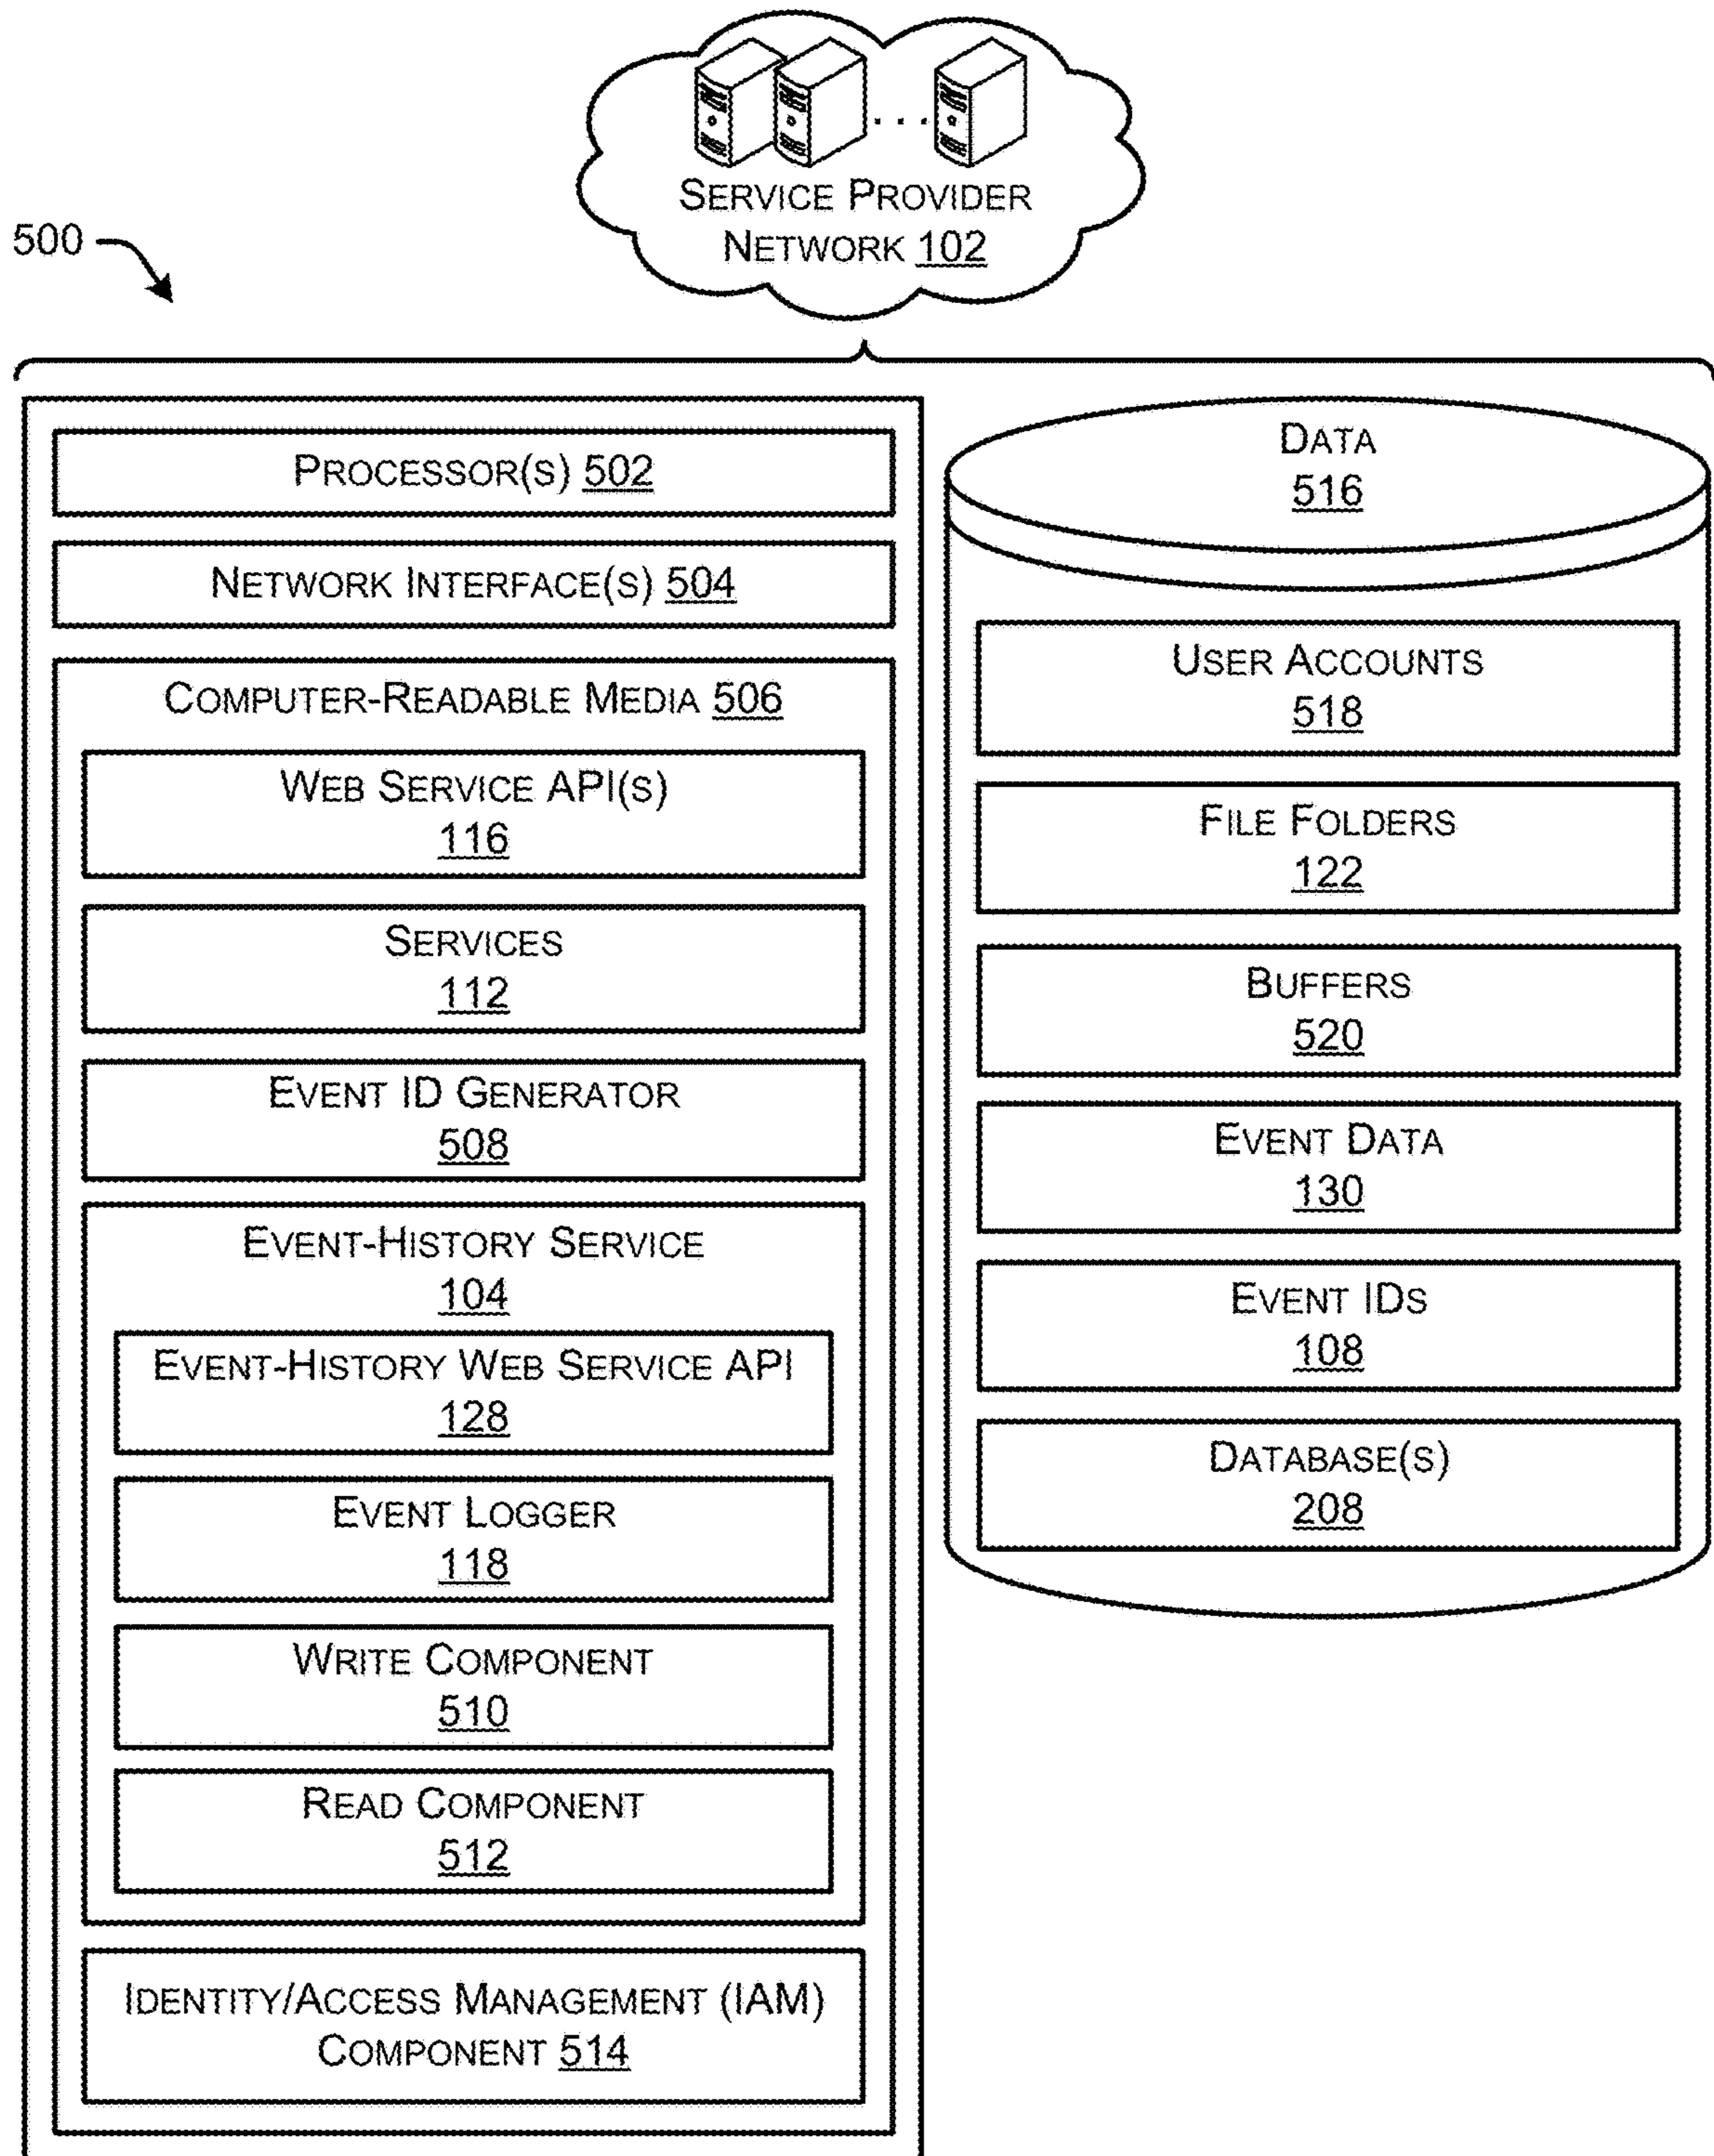 SERVICE PROVIDER
NETWORK 102
500
PROCESSOR(S) 502
NETWORK INTERFACE(S) 504
COMPUTER-READABLE MEDIA 506
WEB SERVICE API(S)
116
SERVICES
112
EVENT ID GENERATOR
508
EVENT-HISTORY SERVICE
104
EVENT-HISTORY WEB SERVICE API
128
EVENT LOGGER
118
WRITE COMPONENT
510
READ COMPONENT
512
IDENTITY/ACCESS MANAGEMENT (IAM)
COMPONENT 514
DATA
516
USER ACCOUNTS
518
FILE FOLDERS
122
BUFFERS
520
EVENT DATA
130
EVENT IDS
108
DATABASE(S)
208